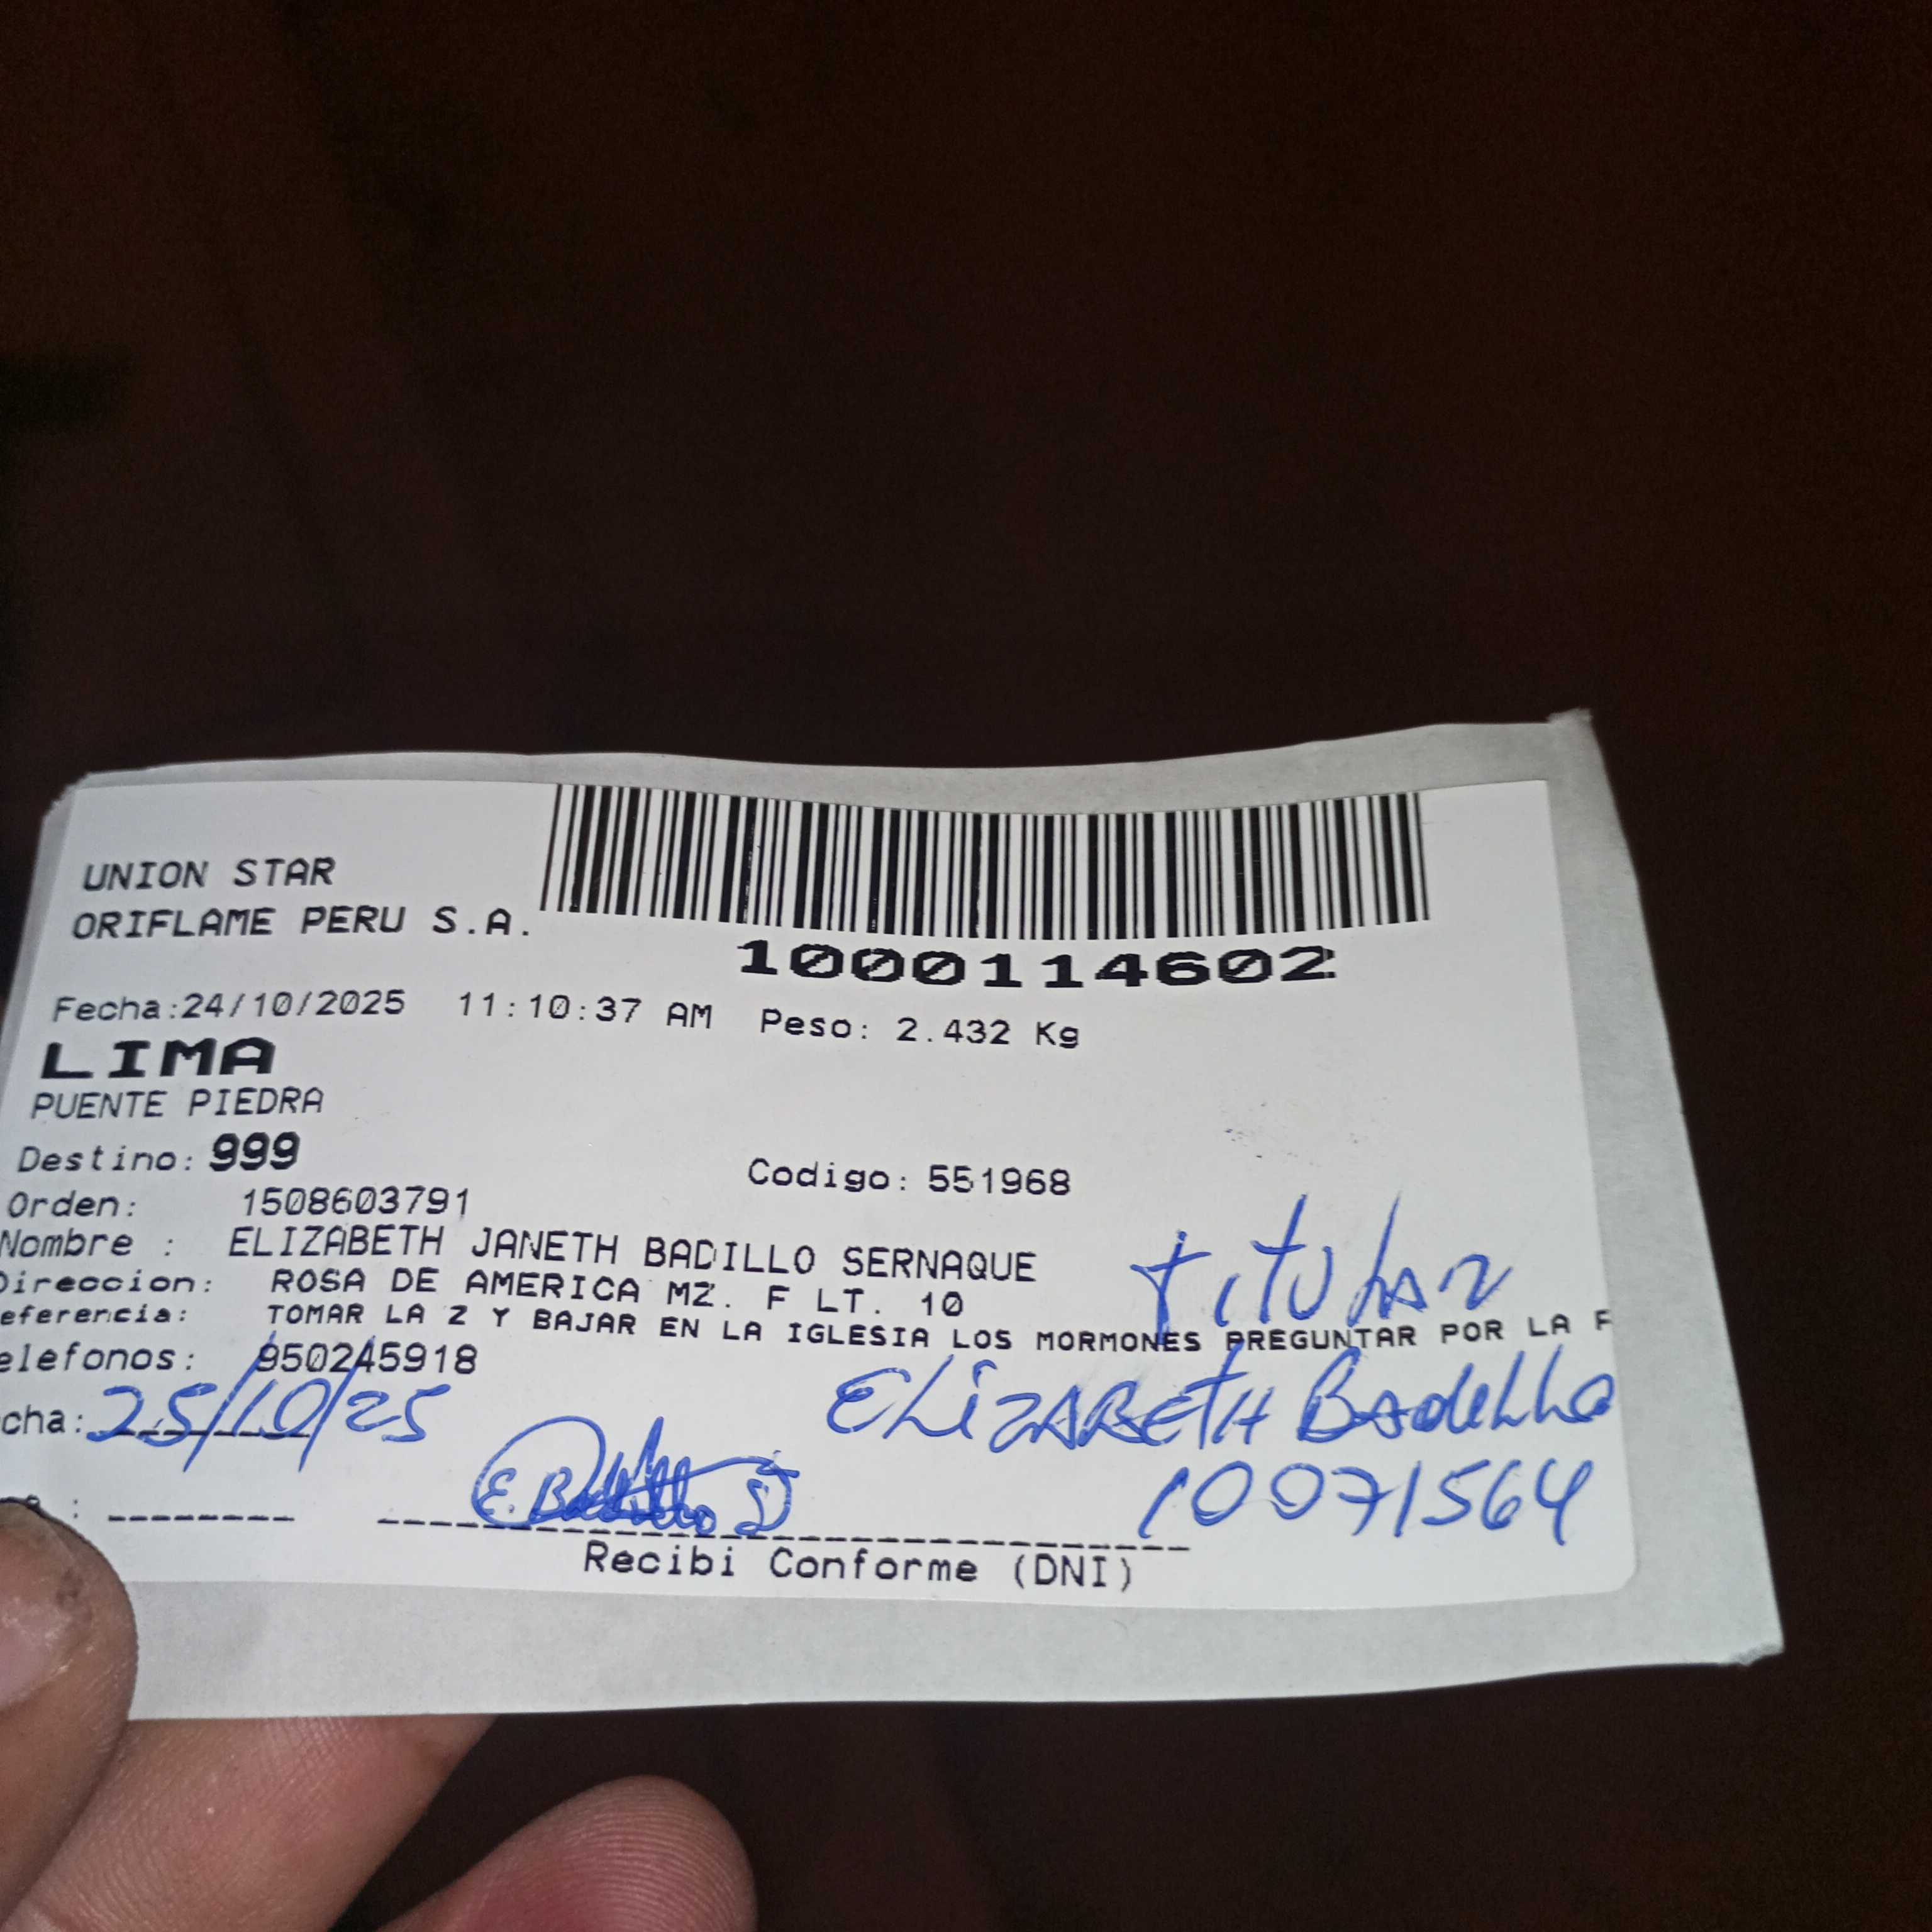 UNION STAR
ORIFLAME PERU S.A.
1000114602
Fecha:24/10/2025 11:10:37 AM Peso: 2.432 Kg
LIMA
PUENTE PIEDRA
Destino: 999
Codigo: 551968
Orden: 1508603791
Nombre : ELIZABETH JANETH BADILLO SERNAQUE
Direccion: ROSA DE AMERICA MZ. F LT. 10
titular
eferencia: TOMAR LA Z Y BAJAR EN LA IGLESIA LOS MORMONES PREGUNTAR POR LA F
elefonos: 950245918
cha: 25/10/25
ELIZABETH Badillo
E. Badillo S
10071564
Recibi Conforme (DNI)